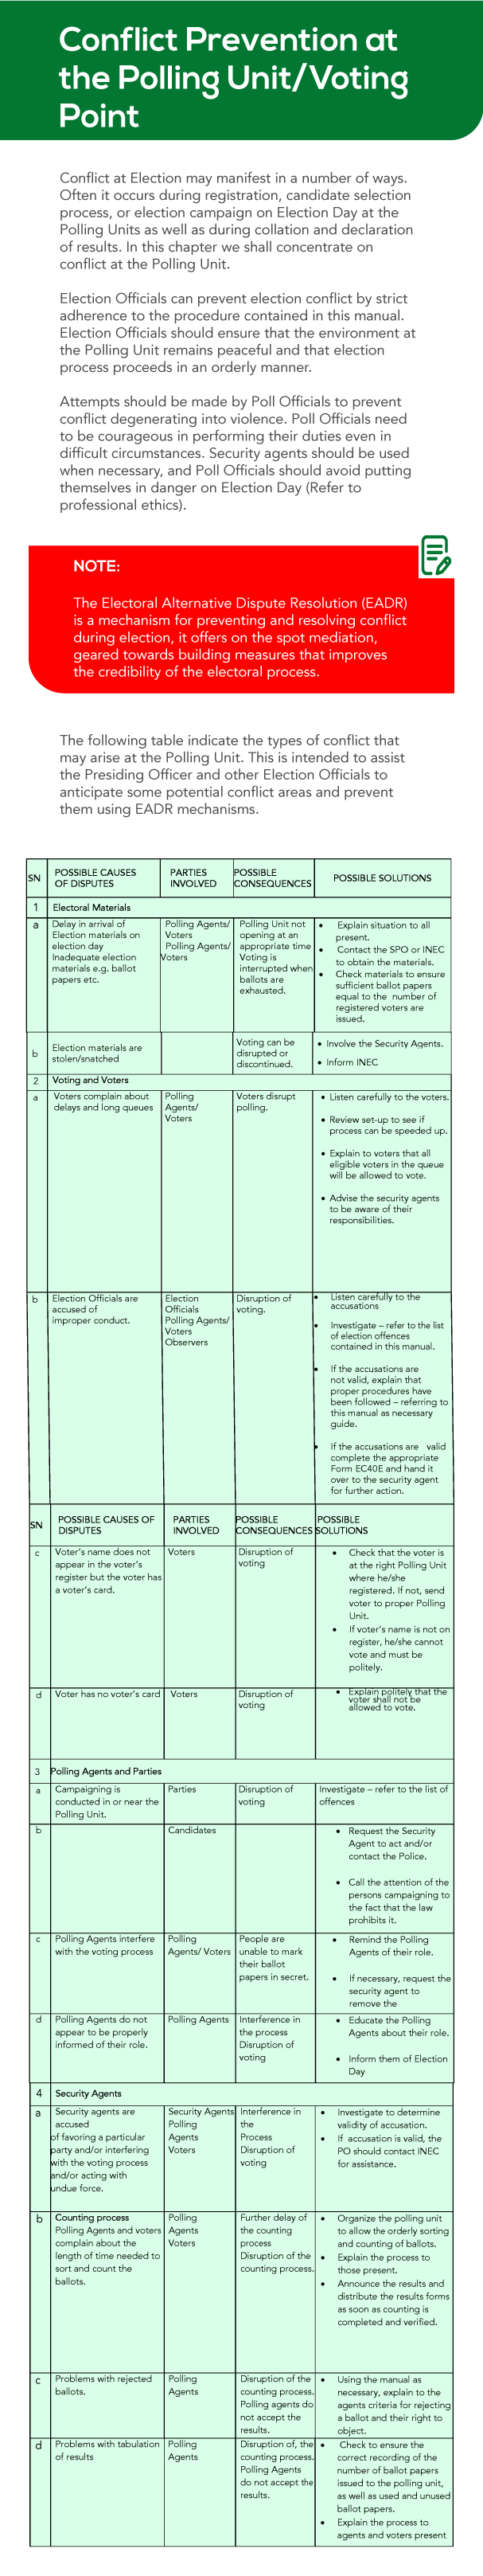 Conflict Prevention at
the Polling Unit/Voting
Point
Conflict at Election may manifest in a number of ways.
Often it occurs during registration, candidate selection
process, or election campaign on Election Day at the
Polling Units as well as during collation and declaration
of results. In this chapter we shall concentrate on
conflict at the Polling Unit.
Election Officials can prevent election conflict by strict
adherence to the procedure contained in this manual.
Election Officials should ensure that the environment at
the Polling Unit remains peaceful and that election
process proceeds in an orderly manner.
Attempts should be made by Poll Officials to prevent
conflict degenerating into violence. Poll Officials need
to be courageous in performing their duties even in
difficult circumstances. Security agents should be used
when necessary, and Poll Officials should avoid putting
themselves in danger on Election Day (Refer to
professional ethics).
NOTE:
The Electoral Alternative Dispute Resolution (EADR)
is a mechanism for preventing and resolving conflict
during election, it offers on the spot mediation,
geared towards building measures that improves
the credibility of the electoral process.
The following table indicate the types of conflict that
may arise at the Polling Unit. This is intended to assist
the Presiding Officer and other Election Officials to
anticipate some potential conflict areas and prevent
them using EADR mechanisms.
SN
POSSIBLE CAUSES
OF DISPUTES
PARTIES
INVOLVED
POSSIBLE
CONSEQUENCES
POSSIBLE SOLUTIONS
1
Electoral Materials
a
Delay in arrival of
Election materials on
election day
Inadequate election
materials e.g. ballot
papers etc.
Polling Agents/
Voters
Polling Agents/
Voters
Polling Unit not
opening at an
appropriate time
Voting is
interrupted when
ballots are
exhausted.
• Explain situation to all
present.
• Contact the SPO or INEC
to obtain the materials.
• Check materials to ensure
sufficient ballot papers
equal to the number of
registered voters are
issued.
b
Election materials are
stolen/snatched
Voting can be
disrupted or
discontinued.
• Involve the Security Agents.
• Inform INEC
2
Voting and Voters
a
Voters complain about
delays and long queues
Polling
Agents/
Voters
Voters disrupt
polling.
• Listen carefully to the voters.
• Review set-up to see if
process can be speeded up.
• Explain to voters that all
eligible voters in the queue
will be allowed to vote.
• Advise the security agents
to be aware of their
responsibilities.
b
Election Officials are
accused of
improper conduct.
Election
Officials
Polling Agents/
Voters
Observers
Disruption of
voting.
• Listen carefully to the
accusations
• Investigate – refer to the list
of election offences
contained in this manual.
• If the accusations are
not valid, explain that
proper procedures have
been followed – referring to
this manual as necessary
guide.
• If the accusations are valid
complete the appropriate
Form EC40E and hand it
over to the security agent
for further action.
SN
POSSIBLE CAUSES OF
DISPUTES
PARTIES
INVOLVED
POSSIBLE
CONSEQUENCES
POSSIBLE
SOLUTIONS
c
Voter's name does not
appear in the voter's
register but the voter has
a voter's card.
Voters
Disruption of
voting
• Check that the voter is
at the right Polling Unit
where he/she
registered. If not, send
voter to proper Polling
Unit.
• If voter's name is not on
register, he/she cannot
vote and must be
politely.
d
Voter has no voter's card
Voters
Disruption of
voting
• Explain politely that the
voter shall not be
allowed to vote.
3
Polling Agents and Parties
a
Campaigning is
conducted in or near the
Polling Unit.
Parties
Disruption of
voting
Investigate – refer to the list of
offences
b
Candidates
• Request the Security
Agent to act and/or
contact the Police.
• Call the attention of the
persons campaigning to
the fact that the law
prohibits it.
c
Polling Agents interfere
with the voting process
Polling
Agents/ Voters
People are
unable to mark
their ballot
papers in secret.
• Remind the Polling
Agents of their role.
• If necessary, request the
security agent to
remove the
d
Polling Agents do not
appear to be properly
informed of their role.
Polling Agents
Interference in
the process
Disruption of
voting
• Educate the Polling
Agents about their role.
• Inform them of Election
Day
4
Security Agents
a
Security agents are
accused
of favoring a particular
party and/or interfering
with the voting process
and/or acting with
undue force.
Security Agents
Polling
Agents
Voters
Interference in
the
Process
Disruption of
voting
• Investigate to determine
validity of accusation.
• If accusation is valid, the
PO should contact INEC
for assistance.
b
Counting process
Polling Agents and voters
complain about the
length of time needed to
sort and count the
ballots.
Polling
Agents
Voters
Further delay of
the counting
process
Disruption of the
counting process.
• Organize the polling unit
to allow the orderly sorting
and counting of ballots.
• Explain the process to
those present.
• Announce the results and
distribute the results forms
as soon as counting is
completed and verified.
c
Problems with rejected
ballots.
Polling
Agents
Disruption of the
counting process.
Polling agents do
not accept the
results.
• Using the manual as
necessary, explain to the
agents criteria for rejecting
a ballot and their right to
object.
d
Problems with tabulation
of results
Polling
Agents
Disruption of, the
counting process.
Polling Agents
do not accept the
results.
• Check to ensure the
correct recording of the
number of ballot papers
issued to the polling unit,
as well as used and unused
ballot papers.
• Explain the process to
agents and voters present